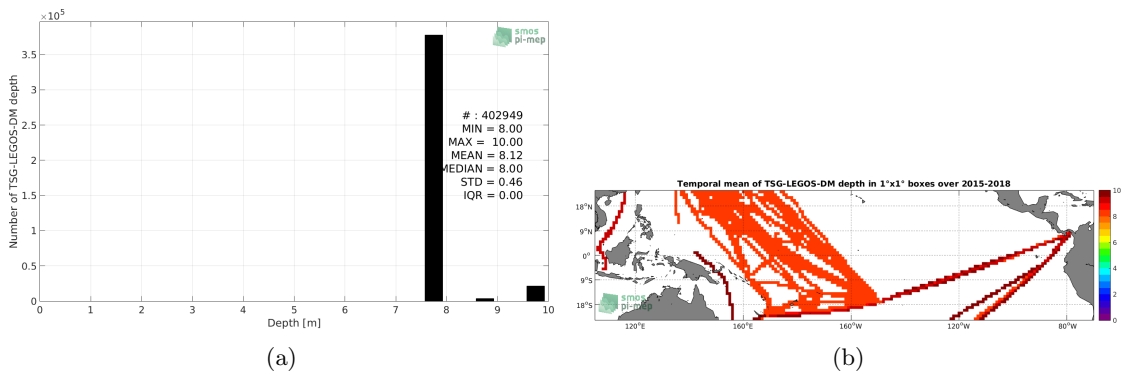 ×10⁵
smos
pi-mep
3.5
3
2.5
2
1.5
1
0.5
0
Number of TSG-LEGOS-DM depth
# : 402949
MIN = 8.00
MAX = 10.00
MEAN = 8.12
MEDIAN = 8.00
STD = 0.46
IQR = 0.00
0 1 2 3 4 5 6 7 8 9 10
Depth [m]
(a)
Temporal mean of TSG-LEGOS-DM depth in 1°x1° boxes over 2015-2018
18°N
9°N
0°
9°S
18°S
smos
pi-mep
120°E 160°E 160°W 120°W 80°W
10
8
6
4
2
0
(b)